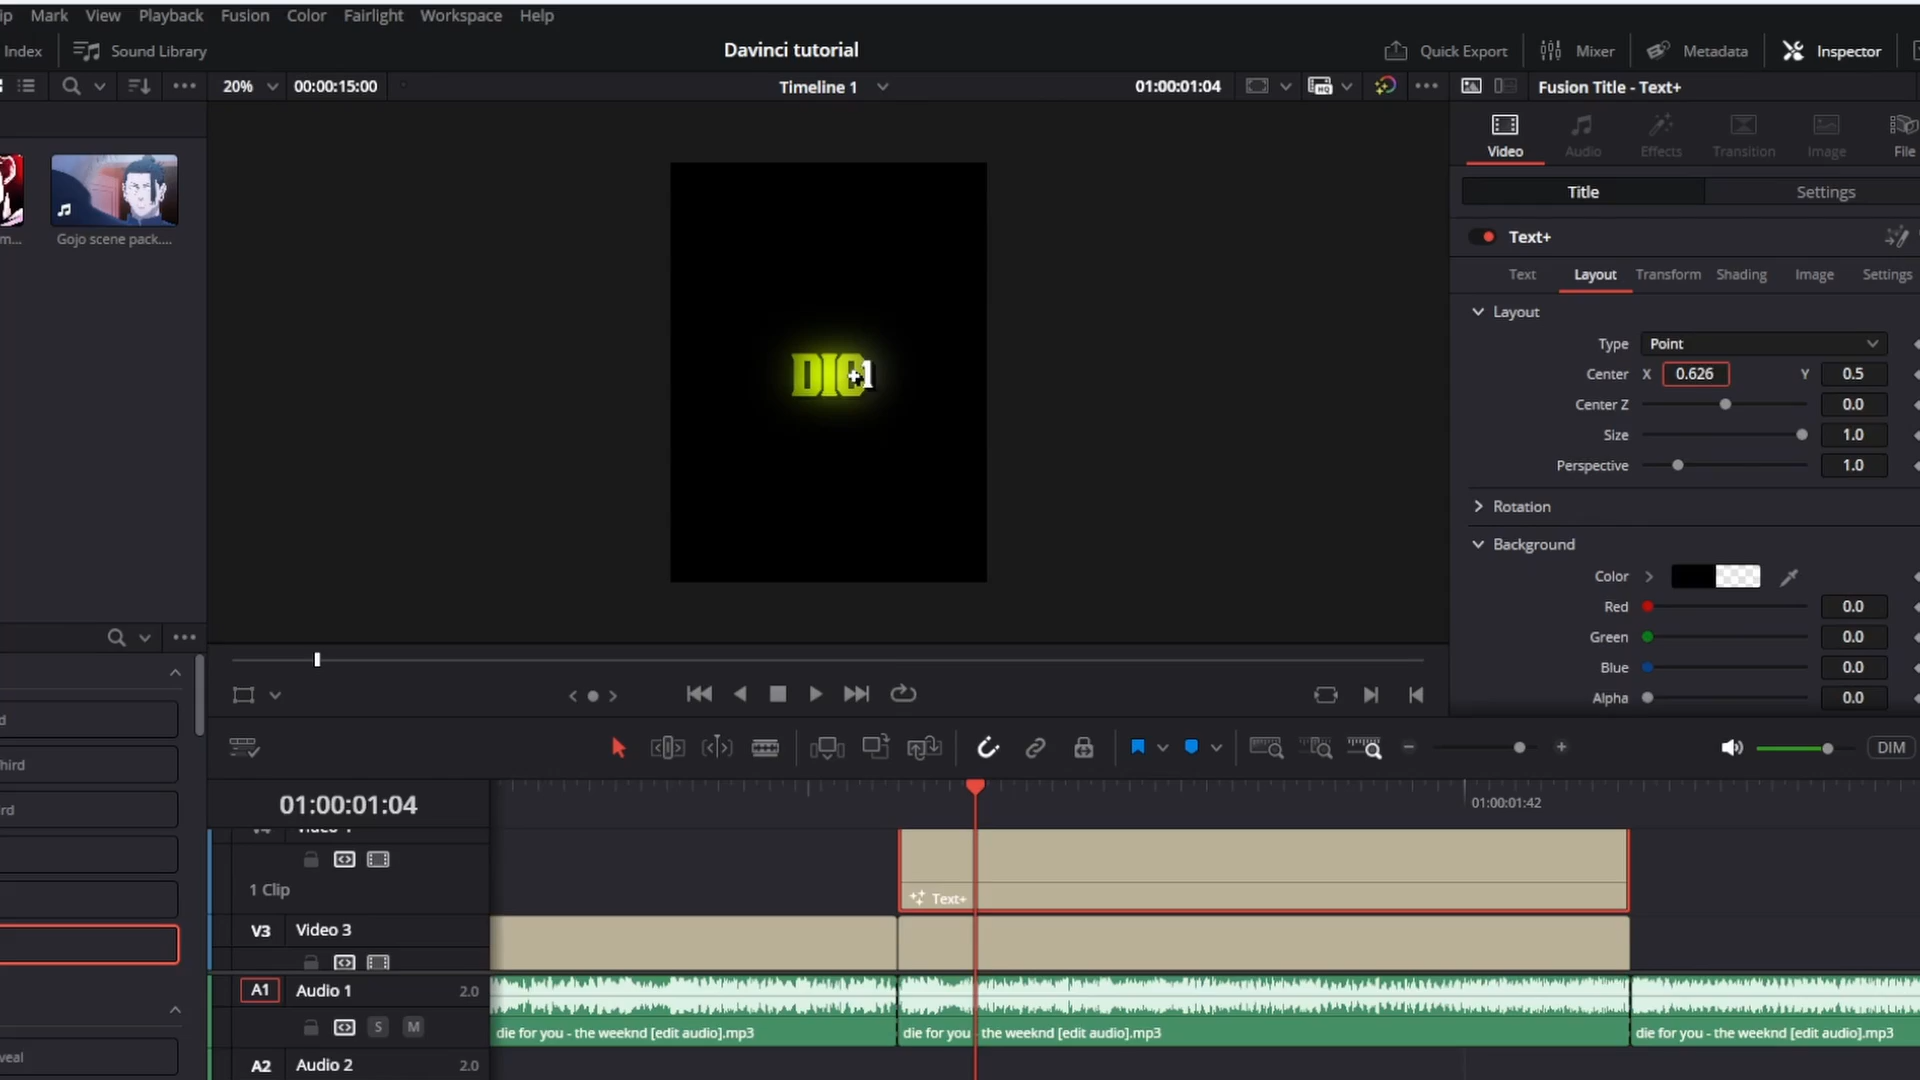 ip Mark View Playback Fusion Color Fairlight Workspace Help
Index Sound Library Davinci tutorial Quick Export Mixer Metadata Inspector
20% 00:00:15:00 Timeline 1 01:00:01:04 Fusion Title - Text+
Video Audio Effects Transition Image File
Title Settings
Text+
Text Layout Transform Shading Image Settings
m... Gojo scene pack....
Layout
Type Point
Center X 0.626 Y 0.5
Center Z 0.0
Size 1.0
Perspective 1.0
Rotation
Background
Color
Red 0.0
Green 0.0
Blue 0.0
Alpha 0.0
d
hird
rd
veal
DIM
01:00:01:04
01:00:01:42
1 Clip
Text+
V3 Video 3
A1 Audio 1 2.0
S M
die for you - the weeknd [edit audio].mp3
die for you - the weeknd [edit audio].mp3
die for you - the weeknd [edit audio].mp3
A2 Audio 2 2.0